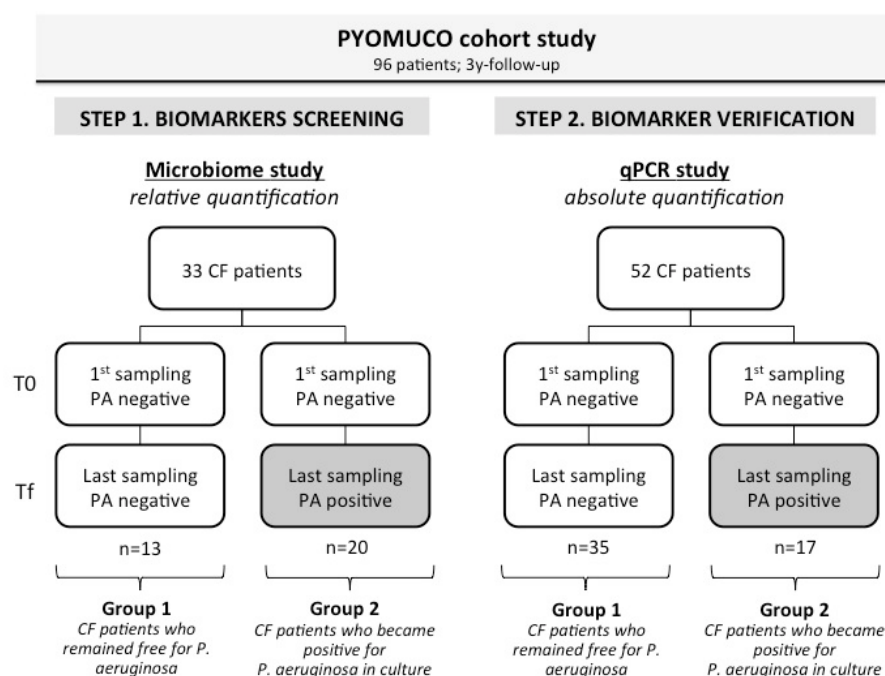 PYOMUCO cohort study
96 patients; 3y-follow-up
STEP 1. BIOMARKERS SCREENING
Microbiome study
relative quantification
33 CF patients
T0
1st sampling
PA negative
1st sampling
PA negative
Tf
Last sampling
PA negative
Last sampling
PA positive
n=13
n=20
Group 1
CF patients who
remained free for P.
aeruginosa
Group 2
CF patients who became
positive for
P. aeruginosa in culture
STEP 2. BIOMARKER VERIFICATION
qPCR study
absolute quantification
52 CF patients
1st sampling
PA negative
1st sampling
PA negative
Last sampling
PA negative
Last sampling
PA positive
n=35
n=17
Group 1
CF patients who
remained free for P.
aeruginosa
Group 2
CF patients who became
positive for
P. aeruginosa in culture